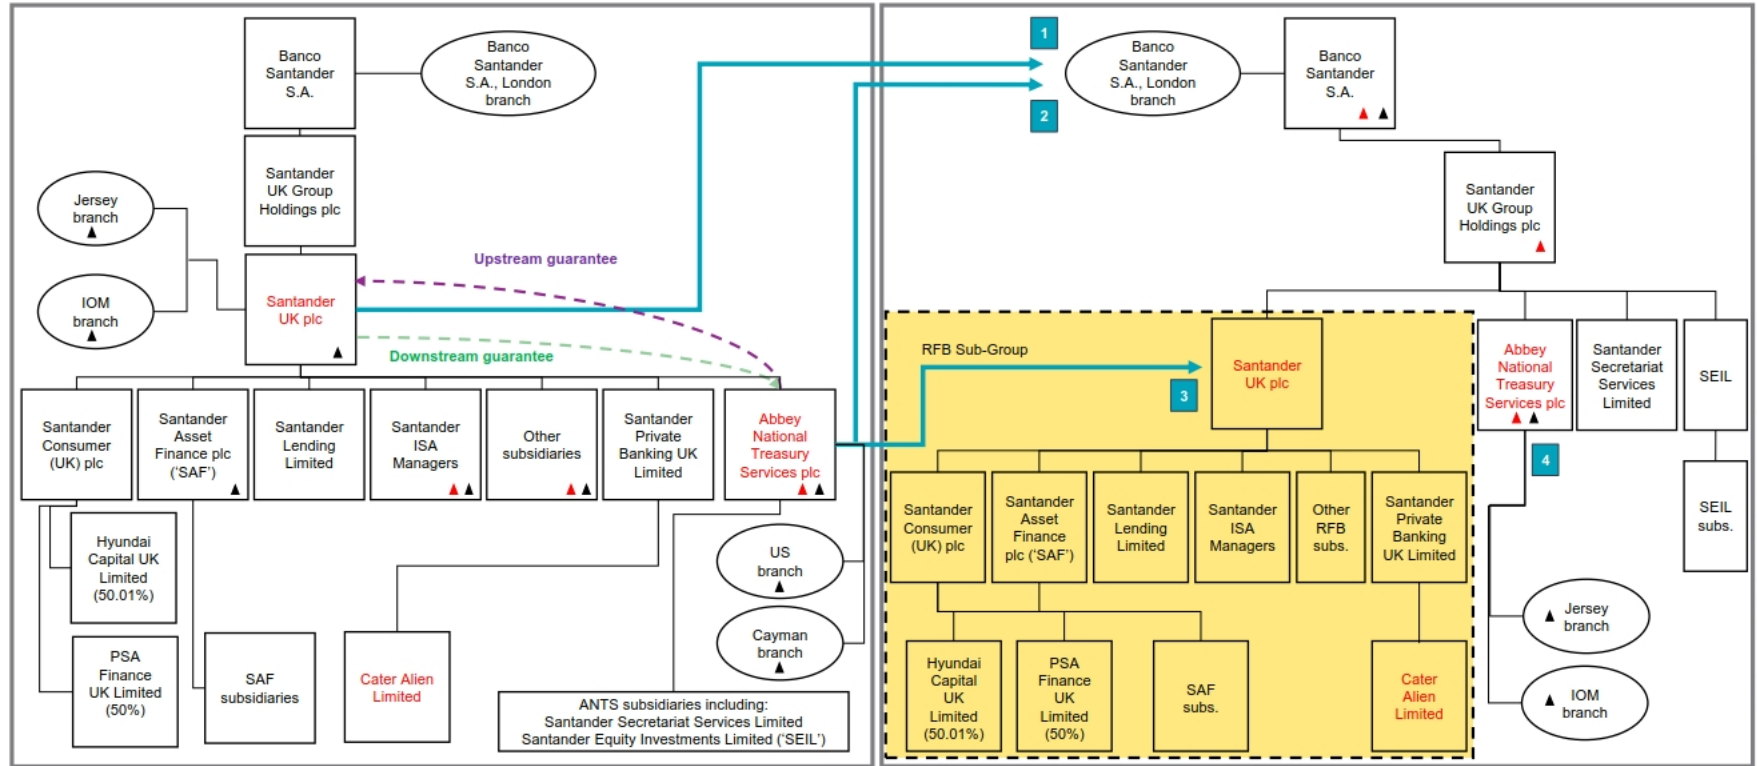 Banco
Santander
S.A.
Banco
Santander
S.A., London
branch
Santander
UK Group
Holdings plc
Jersey
branch
IOM
branch
Santander
UK plc
Upstream guarantee
Downstream guarantee
Santander
Consumer
(UK) plc
Santander
Asset
Finance plc
('SAF')
Santander
Lending
Limited
Santander
ISA
Managers
Other
subsidiaries
Santander
Private
Banking UK
Limited
Abbey
National
Treasury
Services plc
Hyundai
Capital UK
Limited
(50.01%)
PSA
Finance
UK Limited
(50%)
SAF
subsidiaries
Cater Alien
Limited
US
branch
Cayman
branch
ANTS subsidiaries including:
Santander Secretariat Services Limited
Santander Equity Investments Limited ('SEIL')
1
2
Banco
Santander
S.A., London
branch
Banco
Santander
S.A.
Santander
UK Group
Holdings plc
RFB Sub-Group
3
Santander
UK plc
Abbey
National
Treasury
Services plc
Santander
Secretariat
Services
Limited
SEIL
4
SEIL
subs.
Santander
Consumer
(UK) plc
Santander
Asset
Finance
plc ('SAF')
Santander
Lending
Limited
Santander
ISA
Managers
Other
RFB
subs.
Santander
Private
Banking
UK Limited
Hyundai
Capital
UK
Limited
(50.01%)
PSA
Finance
UK
Limited
(50%)
SAF
subs.
Cater
Alien
Limited
Jersey
branch
IOM
branch